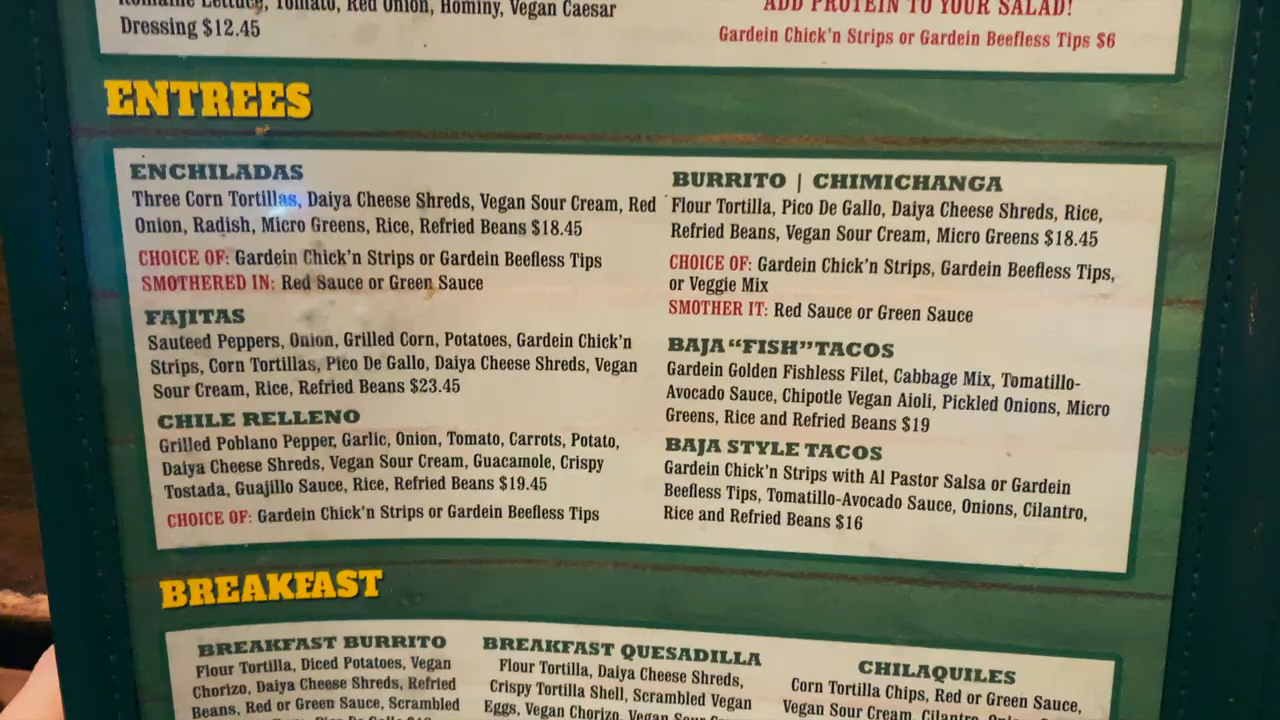 Romaine Lettuce, Tomato, Red Onion, Hominy, Vegan Caesar
Dressing $12.45
ADD PROTEIN TO YOUR SALAD!
Gardein Chick'n Strips or Gardein Beefless Tips $6
ENTREES
ENCHILADAS
Three Corn Tortillas, Daiya Cheese Shreds, Vegan Sour Cream, Red
Onion, Radish, Micro Greens, Rice, Refried Beans $18.45
CHOICE OF: Gardein Chick'n Strips or Gardein Beefless Tips
SMOTHERED IN: Red Sauce or Green Sauce
FAJITAS
Sauteed Peppers, Onion, Grilled Corn, Potatoes, Gardein Chick'n
Strips, Corn Tortillas, Pico De Gallo, Daiya Cheese Shreds, Vegan
Sour Cream, Rice, Refried Beans $23.45
CHILE RELLENO
Grilled Poblano Pepper, Garlic, Onion, Tomato, Carrots, Potato,
Daiya Cheese Shreds, Vegan Sour Cream, Guacamole, Crispy
Tostada, Guajillo Sauce, Rice, Refried Beans $19.45
CHOICE OF: Gardein Chick'n Strips or Gardein Beefless Tips
BURRITO | CHIMICHANGA
Flour Tortilla, Pico De Gallo, Daiya Cheese Shreds, Rice,
Refried Beans, Vegan Sour Cream, Micro Greens $18.45
CHOICE OF: Gardein Chick'n Strips, Gardein Beefless Tips,
or Veggie Mix
SMOTHER IT: Red Sauce or Green Sauce
BAJA "FISH" TACOS
Gardein Golden Fishless Filet, Cabbage Mix, Tomatillo-
Avocado Sauce, Chipotle Vegan Aioli, Pickled Onions, Micro
Greens, Rice and Refried Beans $19
BAJA STYLE TACOS
Gardein Chick'n Strips with Al Pastor Salsa or Gardein
Beefless Tips, Tomatillo-Avocado Sauce, Onions, Cilantro,
Rice and Refried Beans $16
BREAKFAST
BREAKFAST BURRITO
Flour Tortilla, Diced Potatoes, Vegan
Chorizo, Daiya Cheese Shreds, Refried
Beans, Red or Green Sauce, Scrambled
BREAKFAST QUESADILLA
Flour Tortilla, Daiya Cheese Shreds,
Crispy Tortilla Shell, Scrambled Vegan
Eggs, Vegan Chorizo, Vegan Sour
CHILAQUILES
Corn Tortilla Chips, Red or Green Sauce,
Vegan Sour Cream, Cilantro,